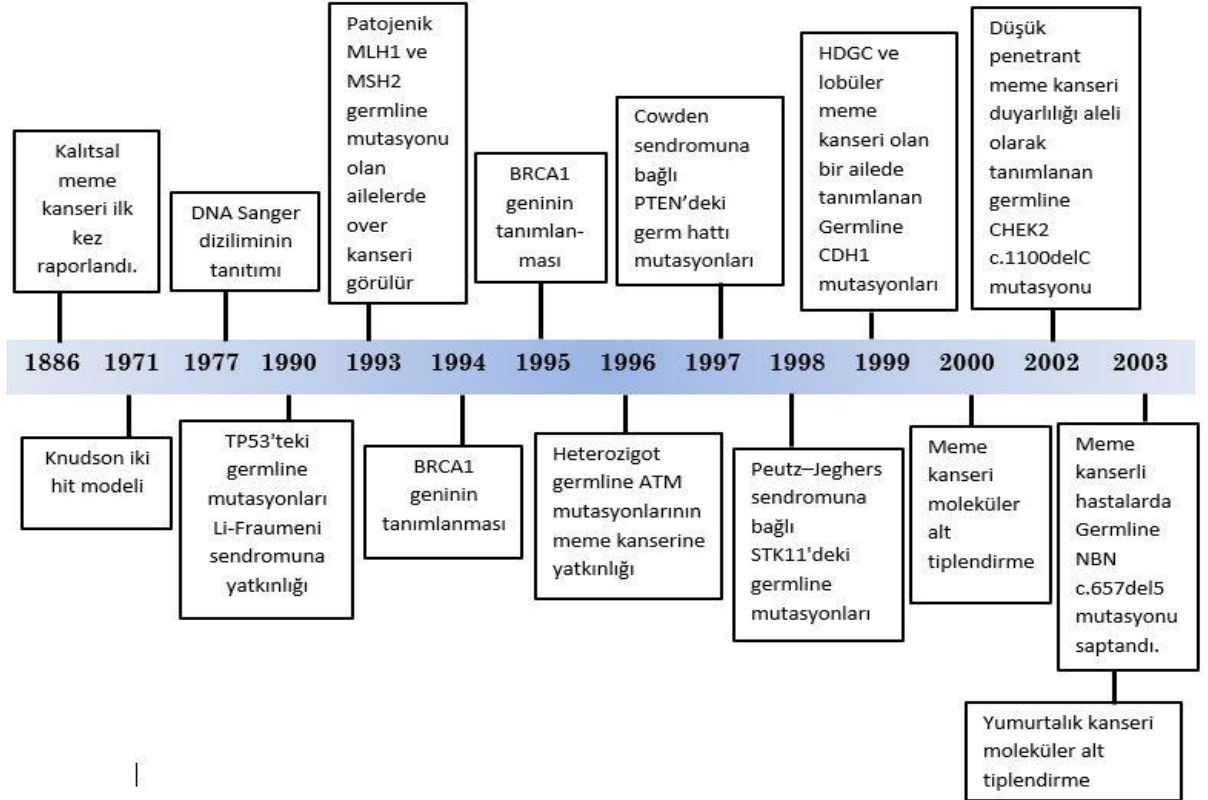 Kalıtsal
meme
kanseri ilk
kez
raporlandı.
DNA Sanger
diziliminin
tanıtımı
Patojenik
MLH1 ve
MSH2
germline
mutasyonu
olan
ailelerde
over
kanseri
görülür
BRCA1
geninin
tanımlan-
ması
Cowden
sendromuna
bağlı
PTEN’deki
germ hattı
mutasyonları
HDGC ve
lobüler
meme
kanseri olan
bir ailede
tanımlanan
Germline
CDH1
mutasyonları
Düşük
penetrant
meme kanseri
duyarlılığı aleli
olarak
tanımlanan
germline
CHEK2
c.1100delC
mutasyonu
1886 1971 1977 1990 1993 1994 1995 1996 1997 1998 1999 2000 2002 2003
Knudson iki
hit modeli
TP53'teki
germline
mutasyonları
Li-Fraumeni
sendromuna
yatkınlığı
BRCA1
geninin
tanımlanması
Heterozigot
germline ATM
mutasyonlarının
meme kanserine
yatkınlığı
Peutz–Jeghers
sendromuna
bağlı
STK11'deki
germline
mutasyonları
Meme
kanseri
moleküler
alt
tiplendirme
Meme
kanserli
hastalarda
Germline
NBN
c.657del5
mutasyonu
saptandı.
Yumurtalık kanseri
moleküler alt
tiplendirme